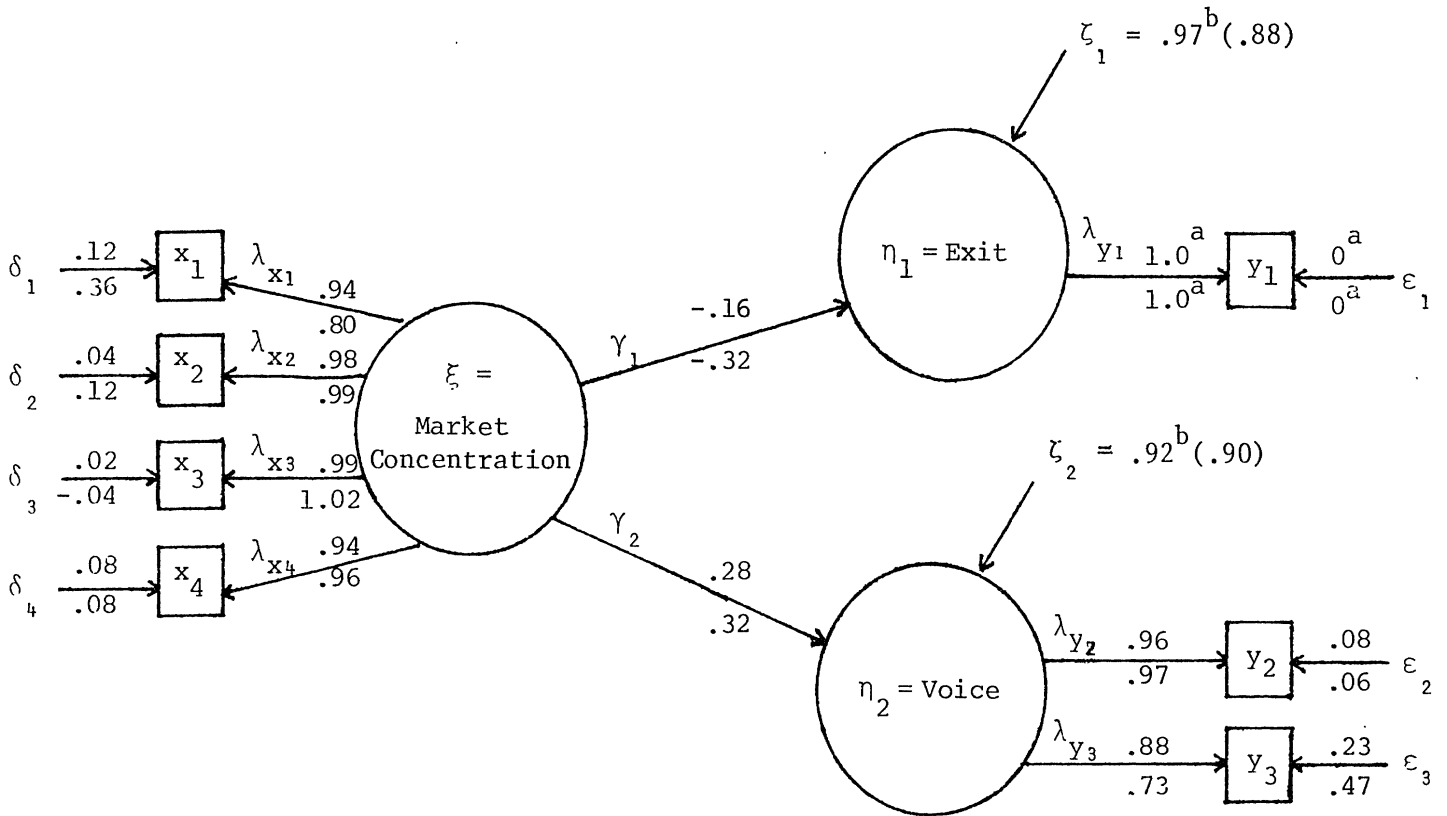 ζ₁ = .97ᵇ(.88)
δ₁ .12 .36 x₁ λx₁ .94 .80
δ₂ .04 .12 x₂ λx₂ .98 .99
δ₃ .02 -.04 x₃ λx₃ .99 1.02
δ₄ .08 .08 x₄ λx₄ .94 .96
ξ =
Market
Concentration
γ₁ -.16 -.32
γ₂ .28 .32
η₁ = Exit
λy₁ 1.0ᵃ 1.0ᵃ y₁ 0ᵃ 0ᵃ ε₁
ζ₂ = .92ᵇ(.90)
η₂ = Voice
λy₂ .96 .97 y₂ .08 .06 ε₂
λy₃ .88 .73 y₃ .23 .47 ε₃